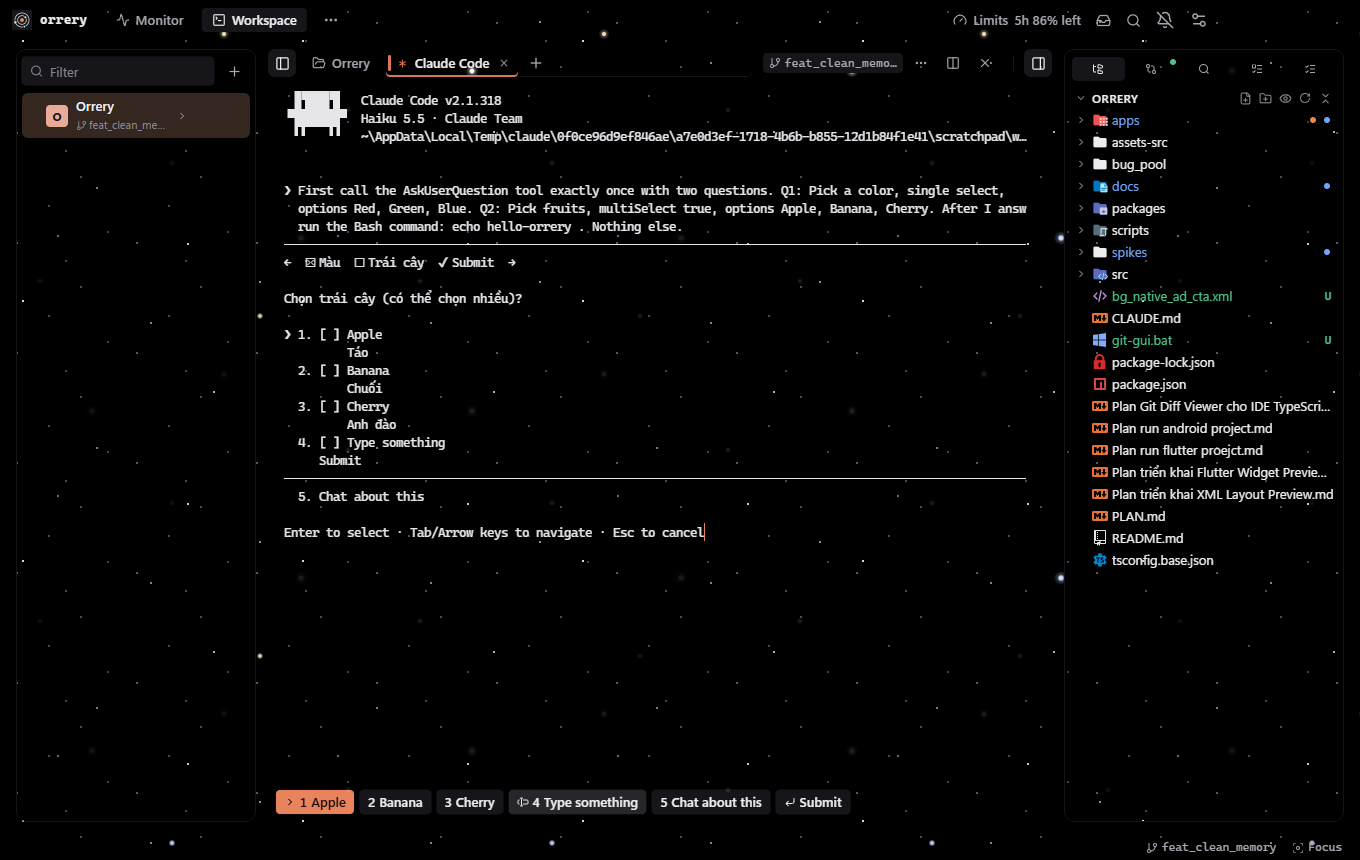 orrery
Monitor
Workspace
···
Limits 5h 86% left
Filter
Orrery
feat_clean_me...
O
Orrery
Claude Code
feat_clean_memo…
Claude Code v2.1.318
Haiku 5.5 · Claude Team
~\AppData\Local\Temp\claude\0f0ce96d9ef846ae\a7e0d3ef-1718-4b6b-b855-12d1b84f1e41\scratchpad\w…
❯ First call the AskUserQuestion tool exactly once with two questions. Q1: Pick a color, single select,
options Red, Green, Blue. Q2: Pick fruits, multiSelect true, options Apple, Banana, Cherry. After I answ
run the Bash command: echo hello-orrery . Nothing else.
← ☒ Màu ☐ Trái cây ✓ Submit →
Chọn trái cây (có thể chọn nhiều)?
❯ 1. [ ] Apple
Táo
2. [ ] Banana
Chuối
3. [ ] Cherry
Anh đào
4. [ ] Type something
Submit
5. Chat about this
Enter to select · Tab/Arrow keys to navigate · Esc to cancel
1 Apple
2 Banana
3 Cherry
4 Type something
5 Chat about this
↵ Submit
ORRERY
apps
assets-src
bug_pool
docs
packages
scripts
spikes
src
bg_native_ad_cta.xml U
CLAUDE.md
git-gui.bat U
package-lock.json
package.json
Plan Git Diff Viewer cho IDE TypeScri...
Plan run android project.md
Plan run flutter proejct.md
Plan triển khai Flutter Widget Previe...
Plan triển khai XML Layout Preview.md
PLAN.md
README.md
tsconfig.base.json
feat_clean_memory
Focus